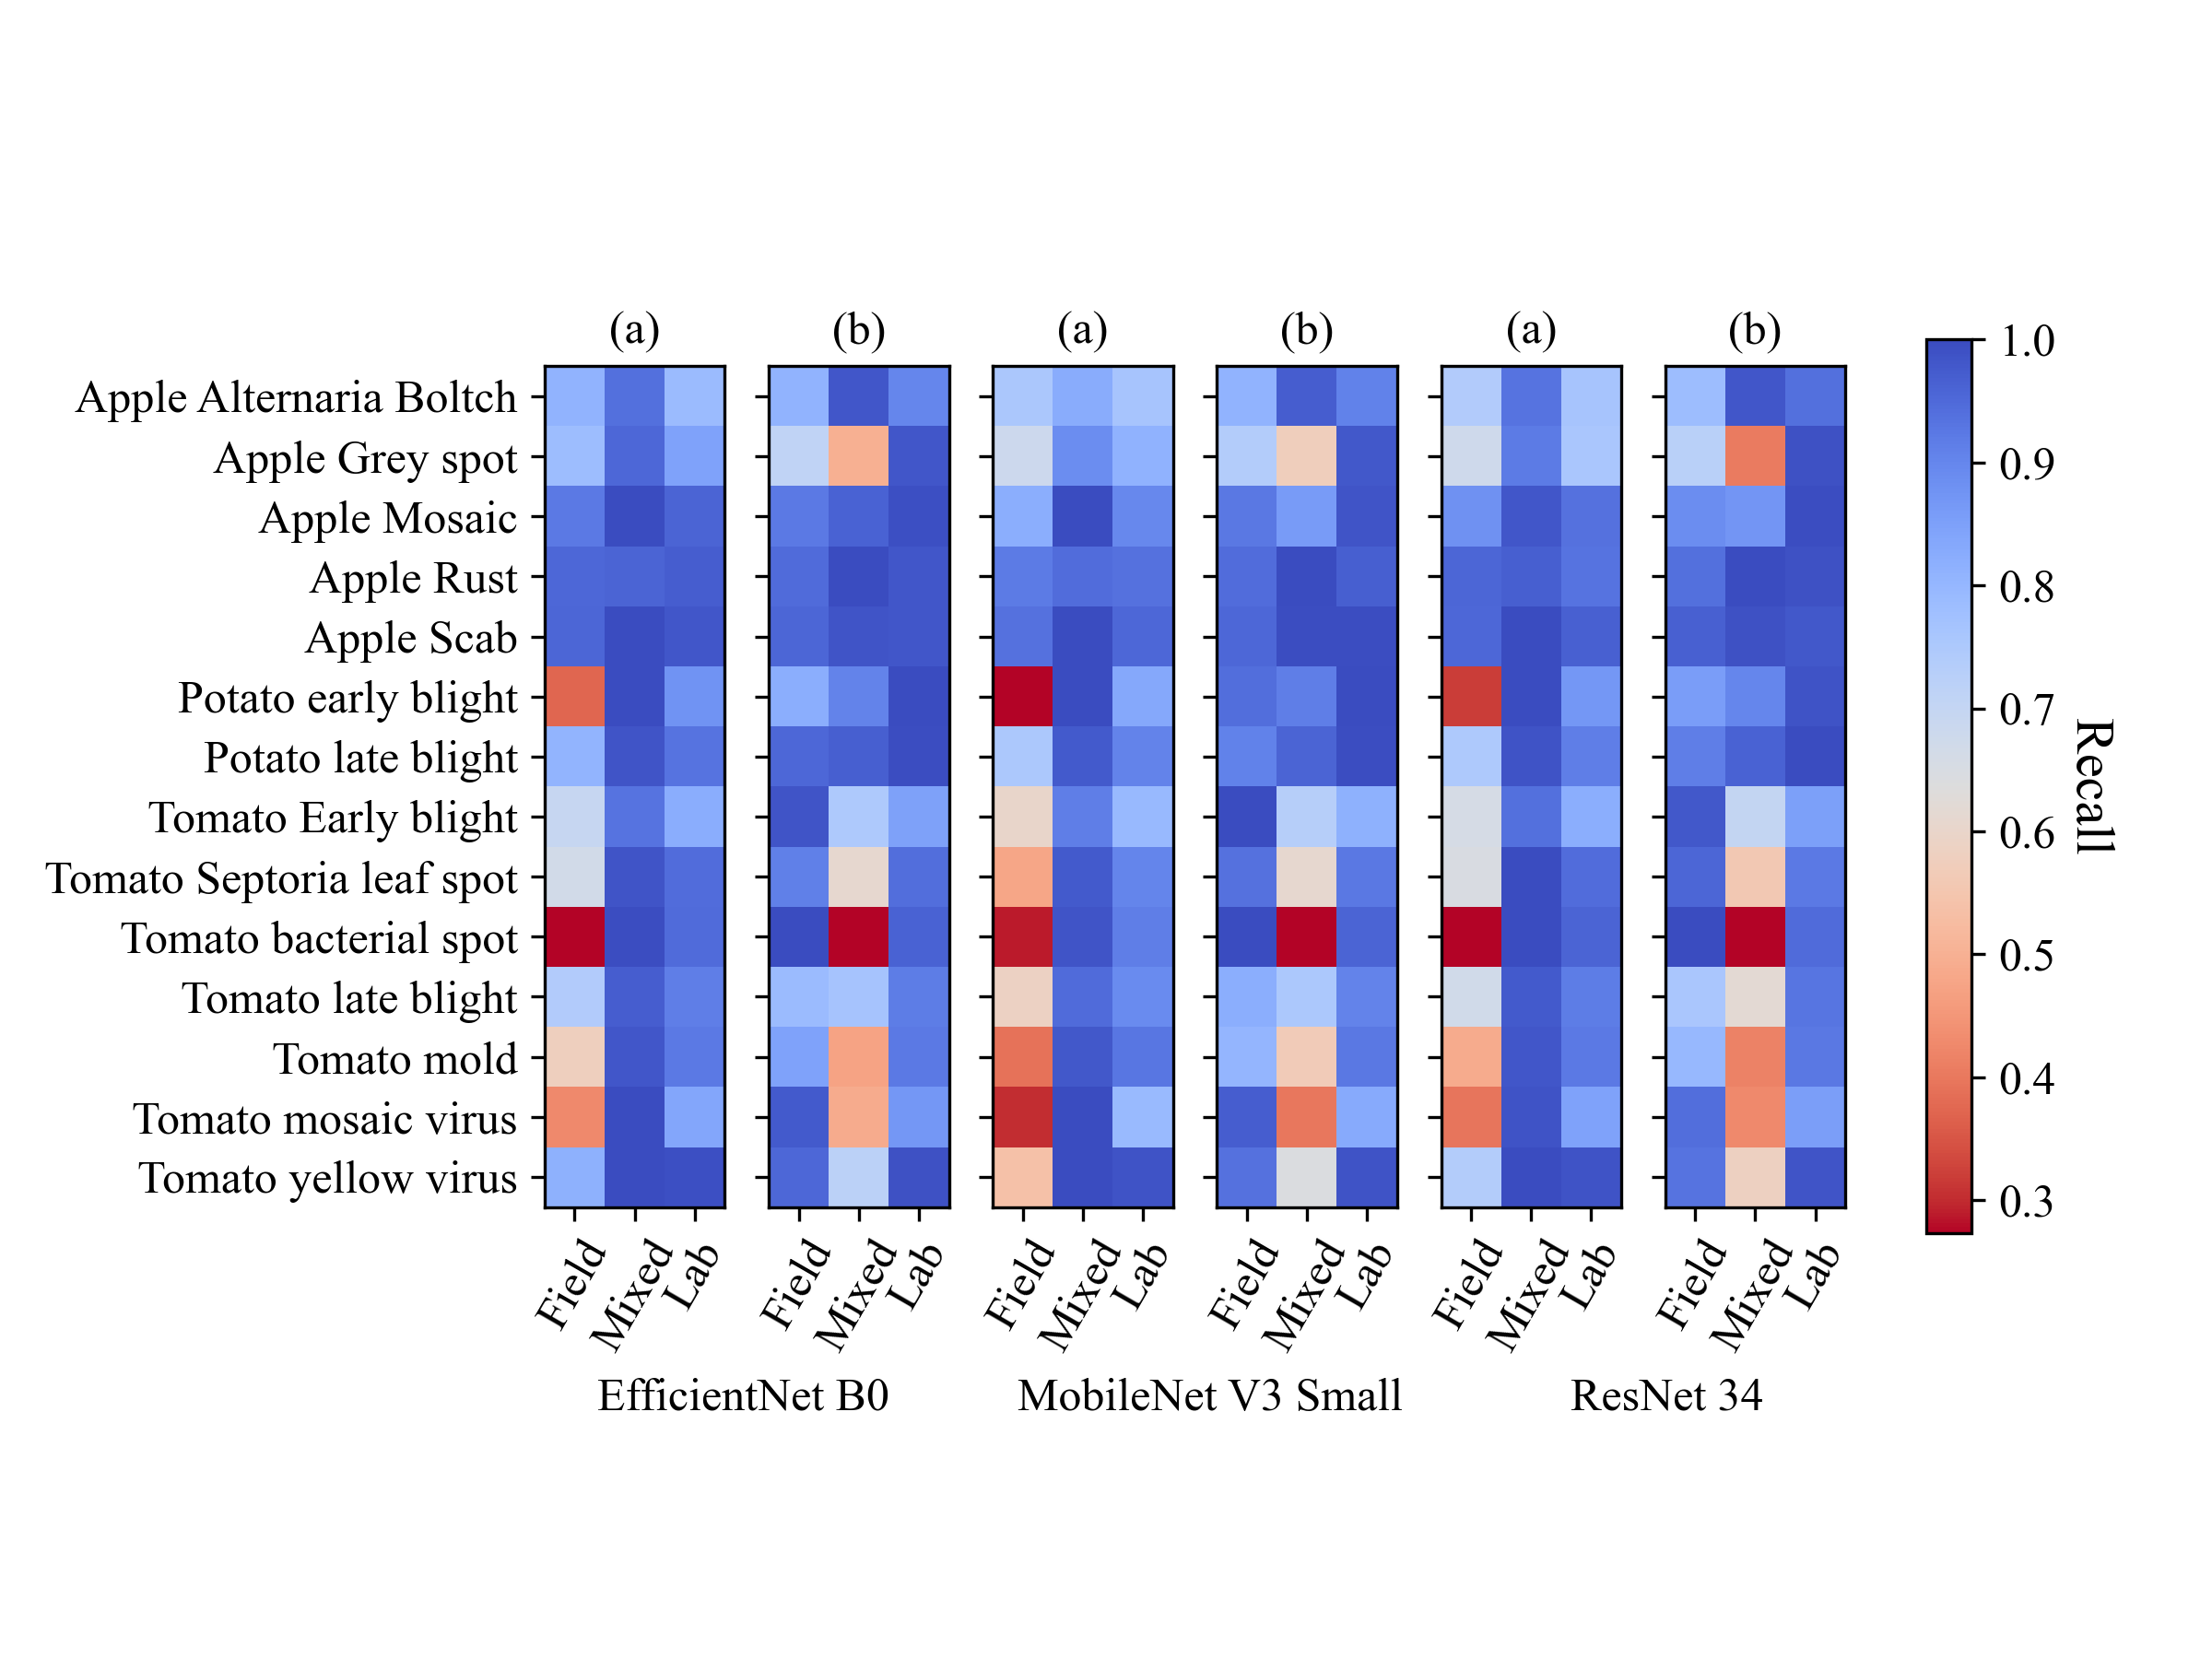 (a) (b) (a) (b) (a) (b)
Apple Alternaria Boltch
Apple Grey spot
Apple Mosaic
Apple Rust
Apple Scab
Potato early blight
Potato late blight
Tomato Early blight
Tomato Septoria leaf spot
Tomato bacterial spot
Tomato late blight
Tomato mold
Tomato mosaic virus
Tomato yellow virus
Field Mixed Lab Field Mixed Lab Field Mixed Lab Field Mixed Lab Field Mixed Lab Field Mixed Lab
EfficientNet B0 MobileNet V3 Small ResNet 34
1.0
0.9
0.8
0.7
0.6
0.5
0.4
0.3
Recall